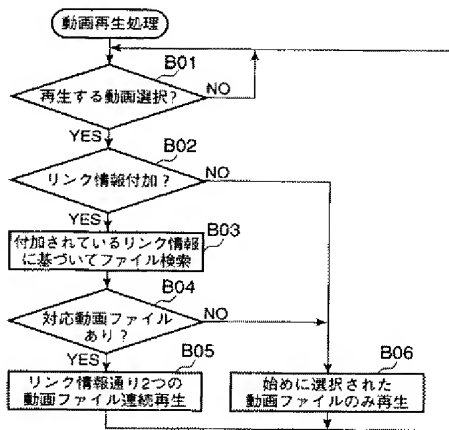 動画再生処理
B01
再生する動画選択?
NO
YES
B02
リンク情報付加?
NO
YES
B03
付加されているリンク情報
に基づいてファイル検索
B04
対応動画ファイル
あり?
NO
YES
B05
リンク情報通り2つの
動画ファイル連続再生
B06
始めに選択された
動画ファイルのみ再生